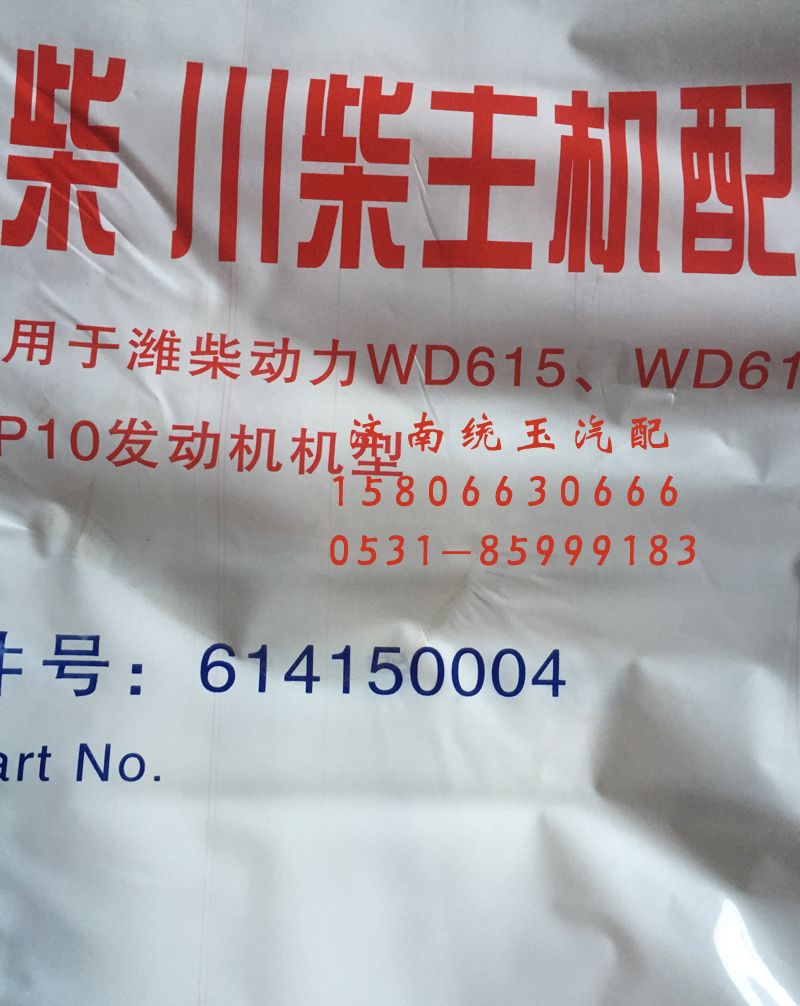 柴 川柴主机配
用于潍柴动力WD615、WD61
P10发动机机型
济南统玉汽配
15806630666
0531-85999183
件号：614150004
art No.